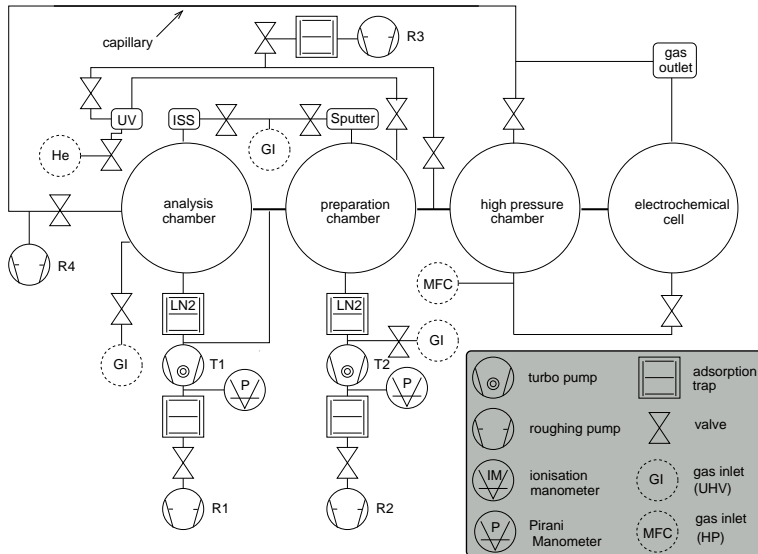 capillary
R3
gas
outlet
UV
ISS
Sputter
He
GI
analysis
chamber
preparation
chamber
high pressure
chamber
electrochemical
cell
R4
MFC
LN2
LN2
GI
GI
T1
T2
P
P
R1
R2
turbo pump
adsorption
trap
roughing pump
valve
IM
ionisation
manometer
GI
gas inlet
(UHV)
P
Pirani
Manometer
MFC
gas inlet
(HP)